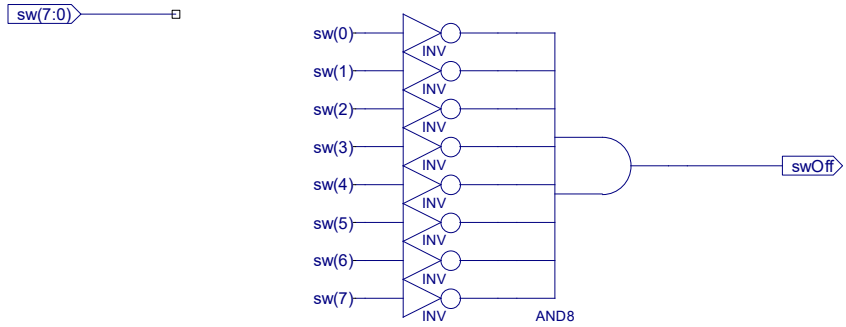 sw(7:0)
sw(0)
INV
sw(1)
INV
sw(2)
INV
sw(3)
INV
sw(4)
INV
sw(5)
INV
sw(6)
INV
sw(7)
INV
AND8
swOff